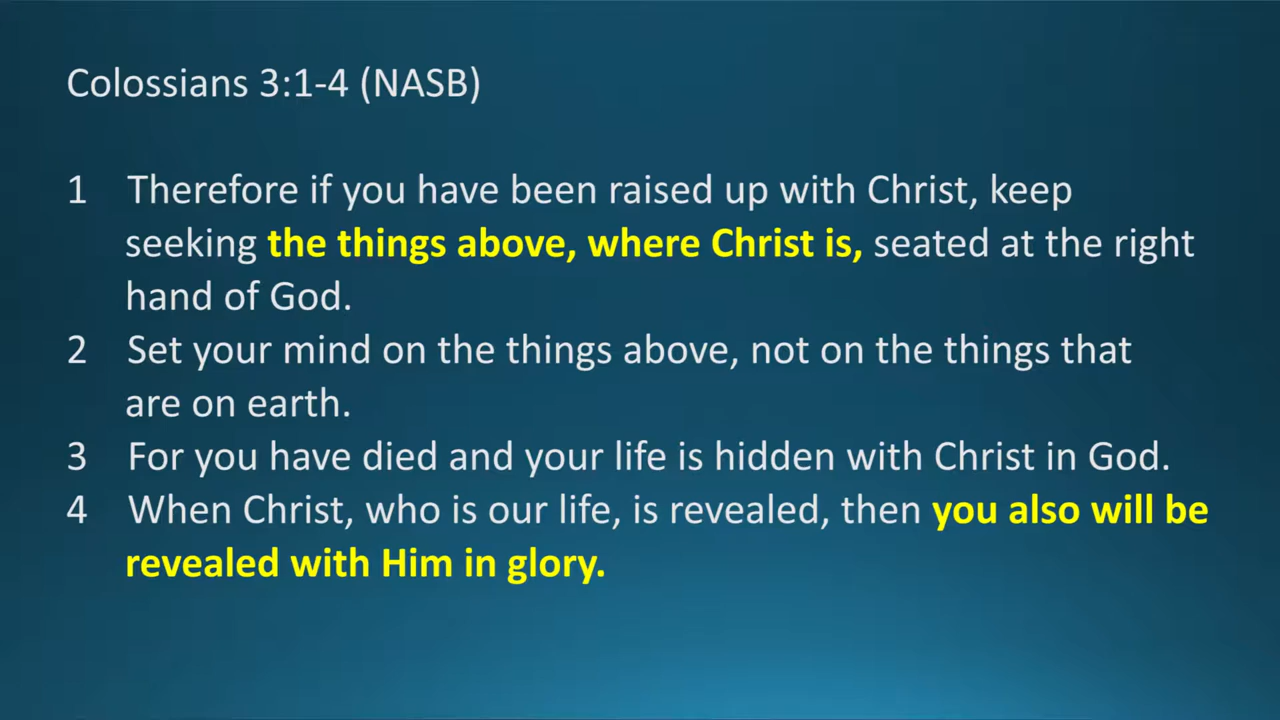 Colossians 3:1-4 (NASB)
1 Therefore if you have been raised up with Christ, keep
seeking the things above, where Christ is, seated at the right
hand of God.
2 Set your mind on the things above, not on the things that
are on earth.
3 For you have died and your life is hidden with Christ in God.
4 When Christ, who is our life, is revealed, then you also will be
revealed with Him in glory.